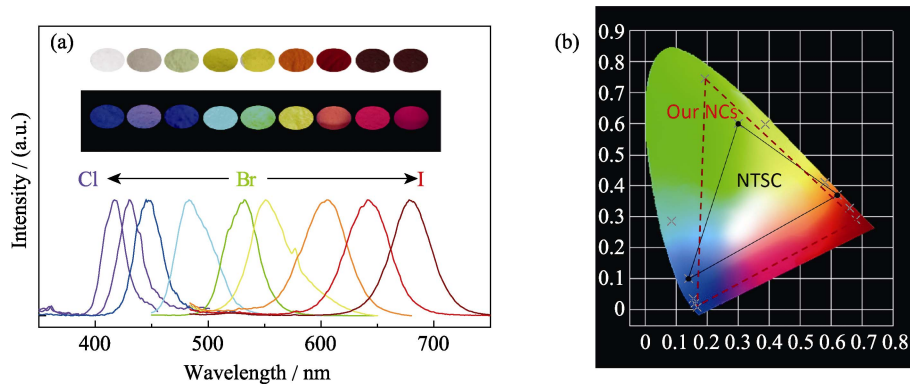 (a)
Cl
Br
I
Intensity / (a.u.)
400
500
600
700
Wavelength / nm
(b)
0.9
0.8
0.7
0.6
0.5
0.4
0.3
0.2
0.1
0
Our NCs
NTSC
0 0.1 0.2 0.3 0.4 0.5 0.6 0.7 0.8